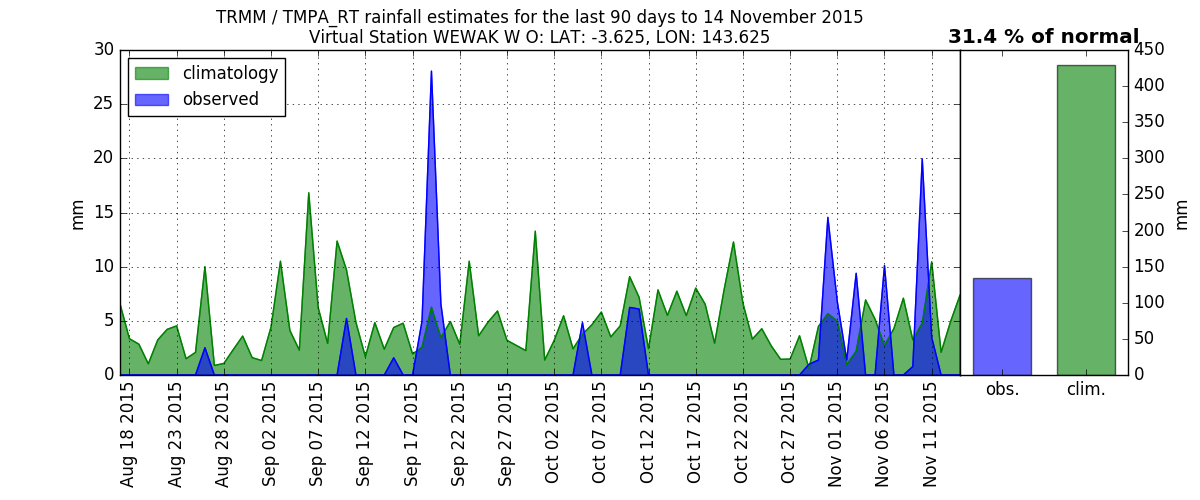 TRMM / TMPA_RT rainfall estimates for the last 90 days to 14 November 2015
Virtual Station WEWAK W O: LAT: -3.625, LON: 143.625
31.4 % of normal
climatology
observed
30
25
20
15
10
5
0
mm
Aug 18 2015
Aug 23 2015
Aug 28 2015
Sep 02 2015
Sep 07 2015
Sep 12 2015
Sep 17 2015
Sep 22 2015
Sep 27 2015
Oct 02 2015
Oct 07 2015
Oct 12 2015
Oct 17 2015
Oct 22 2015
Oct 27 2015
Nov 01 2015
Nov 06 2015
Nov 11 2015
450
400
350
300
250
200
150
100
50
0
mm
obs.
clim.